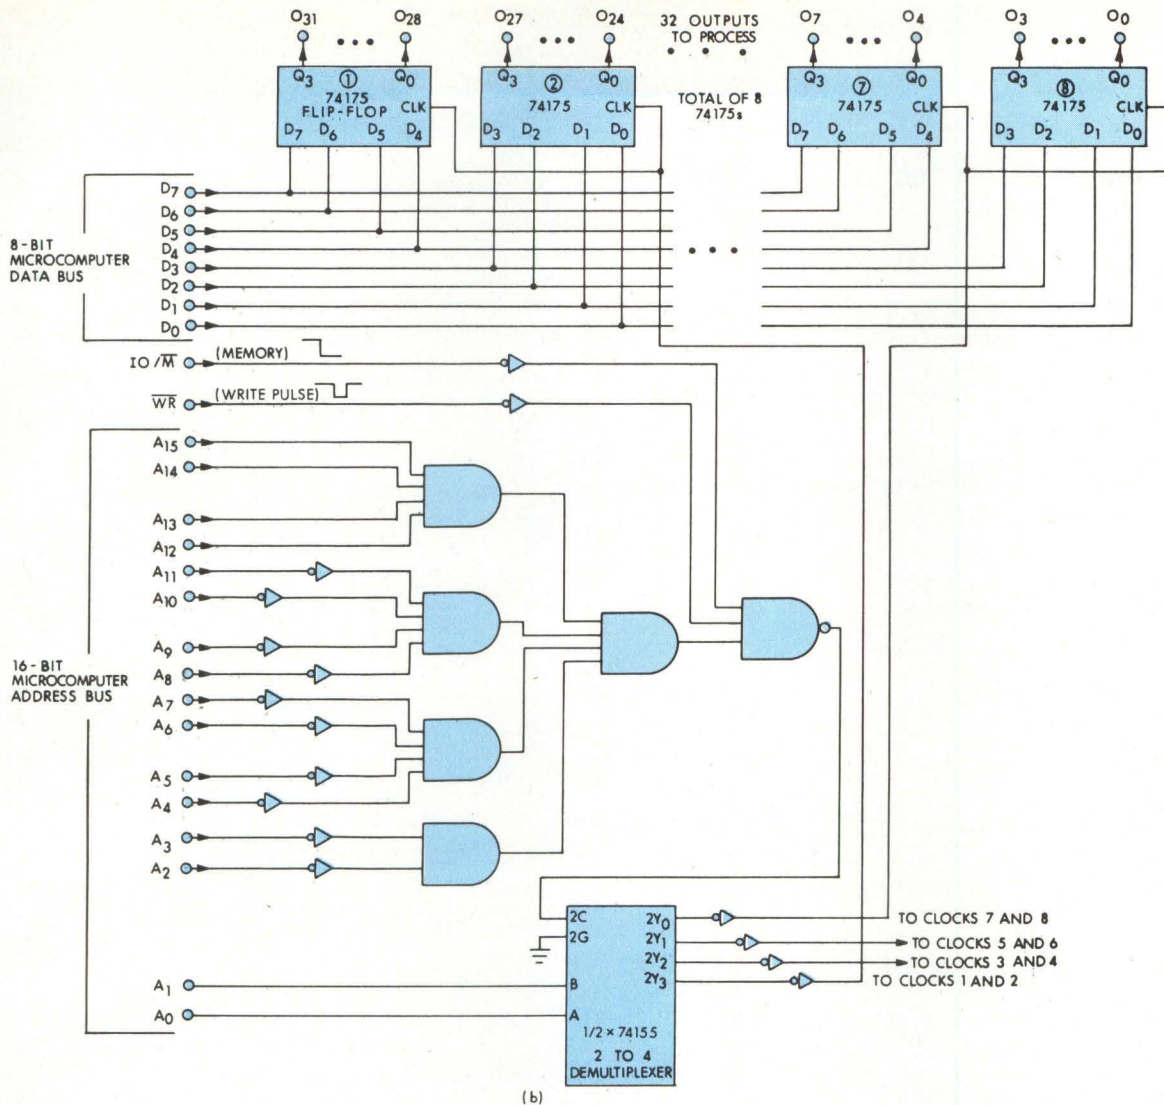 O31 O28 O27 O24 32 OUTPUTS TO PROCESS O7 O4 O3 O0
Q3 ① Q0
74175
FLIP-FLOP CLK
D7 D6 D5 D4
Q3 ② Q0
74175 CLK
D3 D2 D1 D0
TOTAL OF 8
74175s
Q3 ⑦ Q0
74175 CLK
D7 D6 D5 D4
Q3 ⑧ Q0
74175 CLK
D3 D2 D1 D0
8-BIT
MICROCOMPUTER
DATA BUS
D7
D6
D5
D4
D3
D2
D1
D0
IO/M̅ (MEMORY)
W̅R̅ (WRITE PULSE)
16-BIT
MICROCOMPUTER
ADDRESS BUS
A15
A14
A13
A12
A11
A10
A9
A8
A7
A6
A5
A4
A3
A2
A1
A0
2C 2Y0 TO CLOCKS 7 AND 8
2G 2Y1 TO CLOCKS 5 AND 6
2Y2 TO CLOCKS 3 AND 4
2Y3 TO CLOCKS 1 AND 2
B
A
1/2 × 74155
2 TO 4
DEMULTIPLEXER
(b)